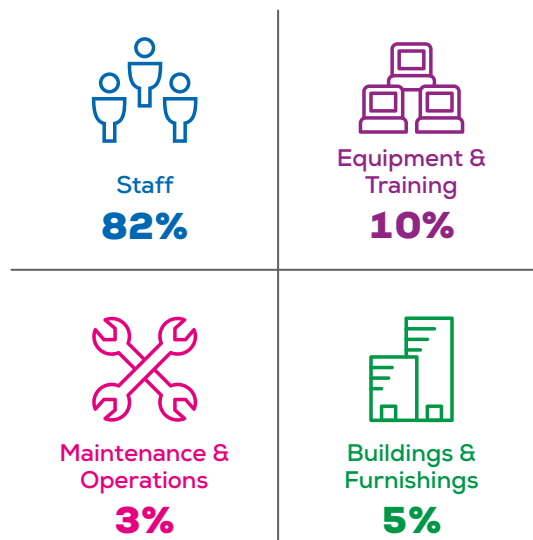 Staff
82%
Equipment &
Training
10%
Maintenance &
Operations
3%
Buildings &
Furnishings
5%